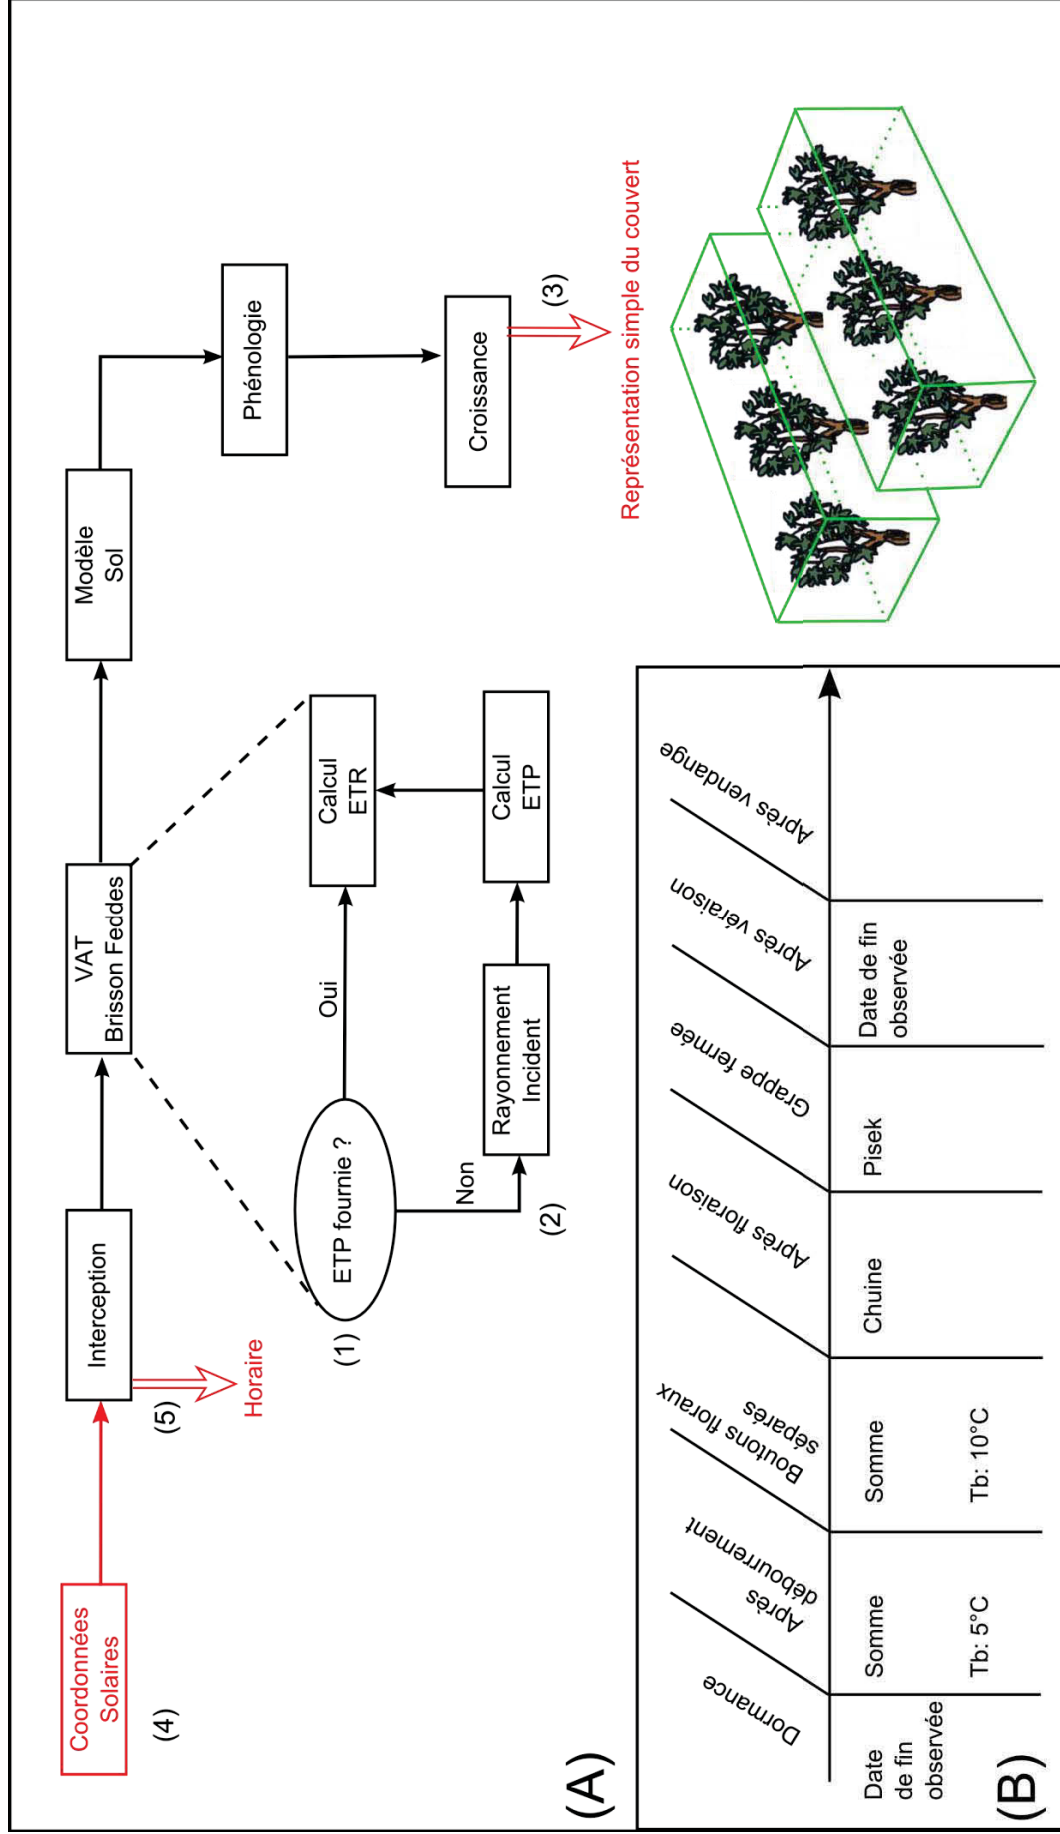 Coordonnées
Solaires
(4)
Interception
(5)
Horaire
VAT
Brisson Feddes
Modèle
Sol
Phénologie
Croissance
(3)
Représentation simple du couvert
(1)
ETP fournie ?
Oui
Non
(2)
Calcul
ETR
Rayonnement
Incident
Calcul
ETP
(A)
Dormance
Après
débourrement
Boutons floraux
séparés
Après floraison
Grappe fermée
Après véraison
Après vendange
Date
de fin
observée
Somme
Tb: 5°C
Somme
Tb: 10°C
Chuine
Pisek
Date de fin
observée
(B)